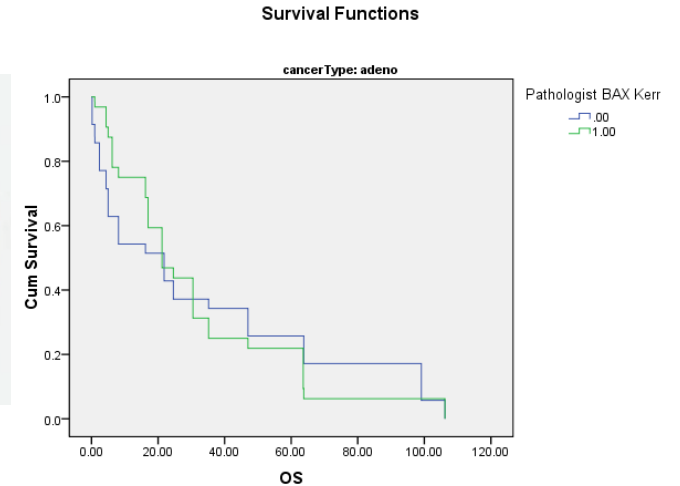 Survival Functions
cancerType: adeno
Pathologist BAX Kerr
.00
1.00
Cum Survival
1.0
0.8
0.6
0.4
0.2
0.0
0.00 20.00 40.00 60.00 80.00 100.00 120.00
OS